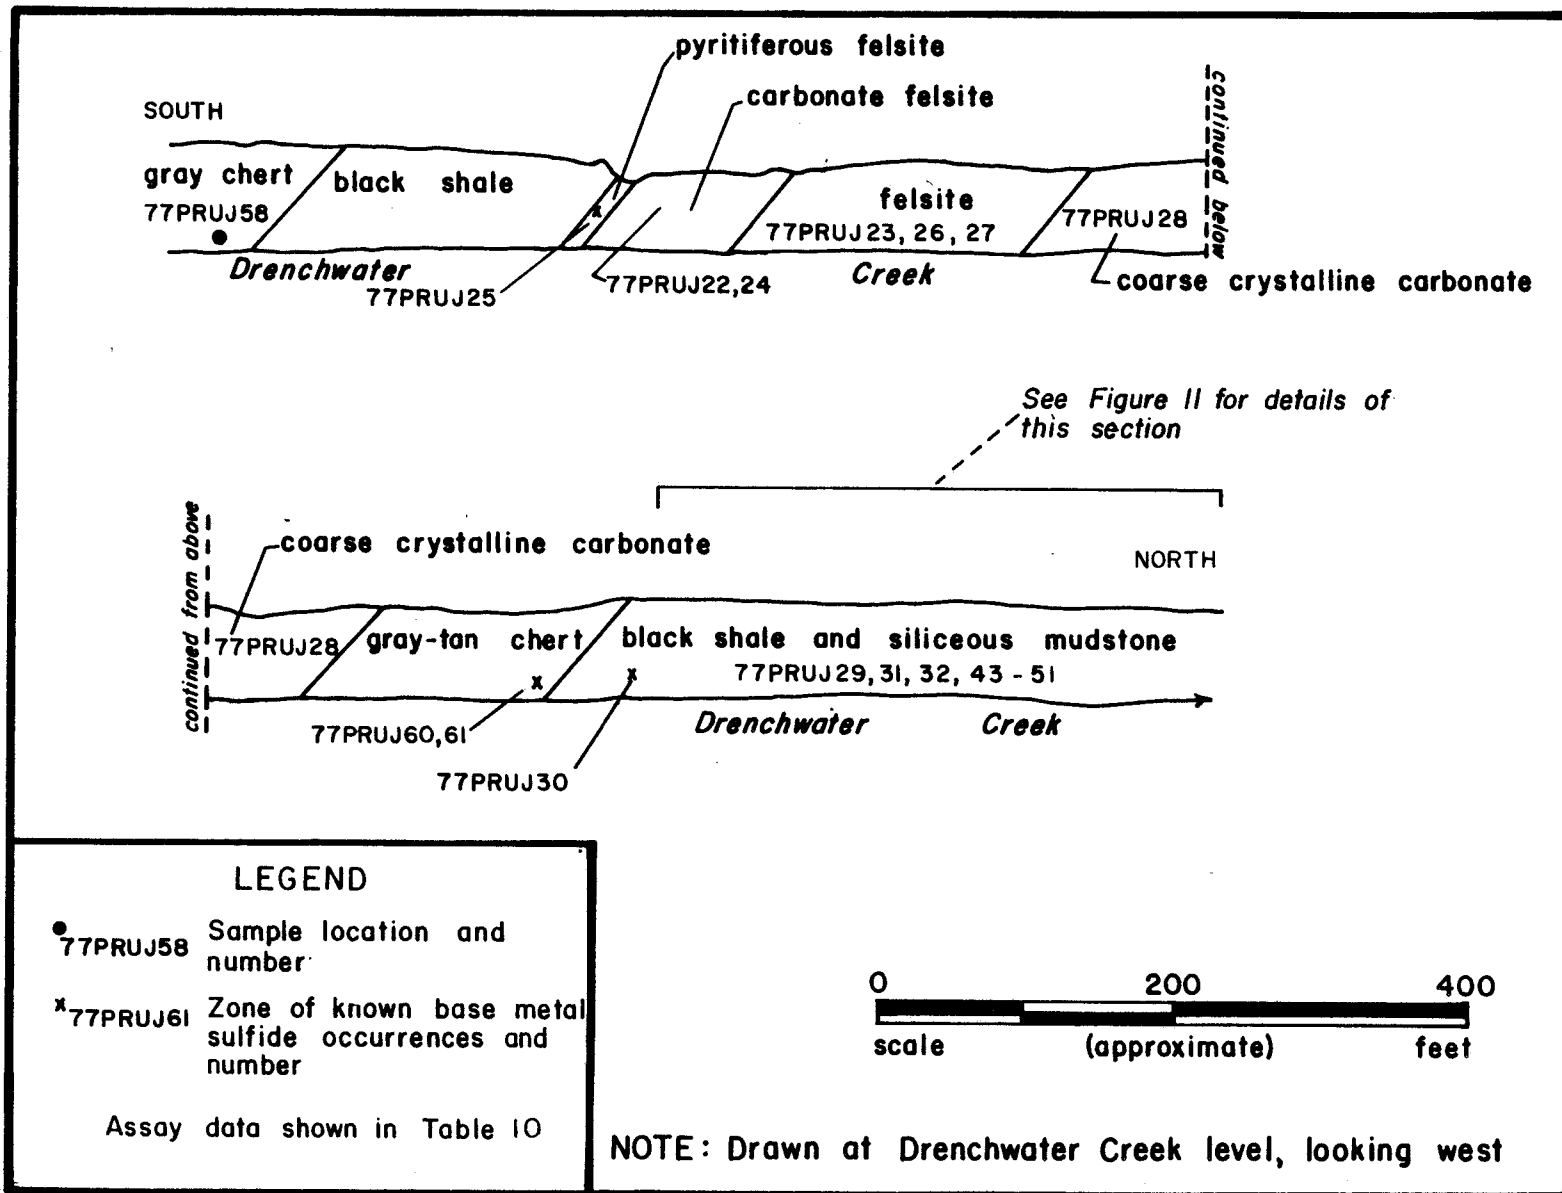 pyritiferous felsite
carbonate felsite
SOUTH
continued below
gray chert
black shale
77PRUJ58
felsite
77PRUJ23, 26, 27
77PRUJ28
Drenchwater
Creek
77PRUJ25
77PRUJ22,24
coarse crystalline carbonate
See Figure 11 for details of
this section
continued from above
coarse crystalline carbonate
NORTH
77PRUJ28
gray-tan chert
black shale and siliceous mudstone
77PRUJ29, 31, 32, 43 - 51
77PRUJ60,61
Drenchwater Creek
77PRUJ30
LEGEND
77PRUJ58 Sample location and
number
x 77PRUJ61 Zone of known base metal
sulfide occurrences and
number
Assay data shown in Table 10
0 200 400
scale (approximate) feet
NOTE: Drawn at Drenchwater Creek level, looking west